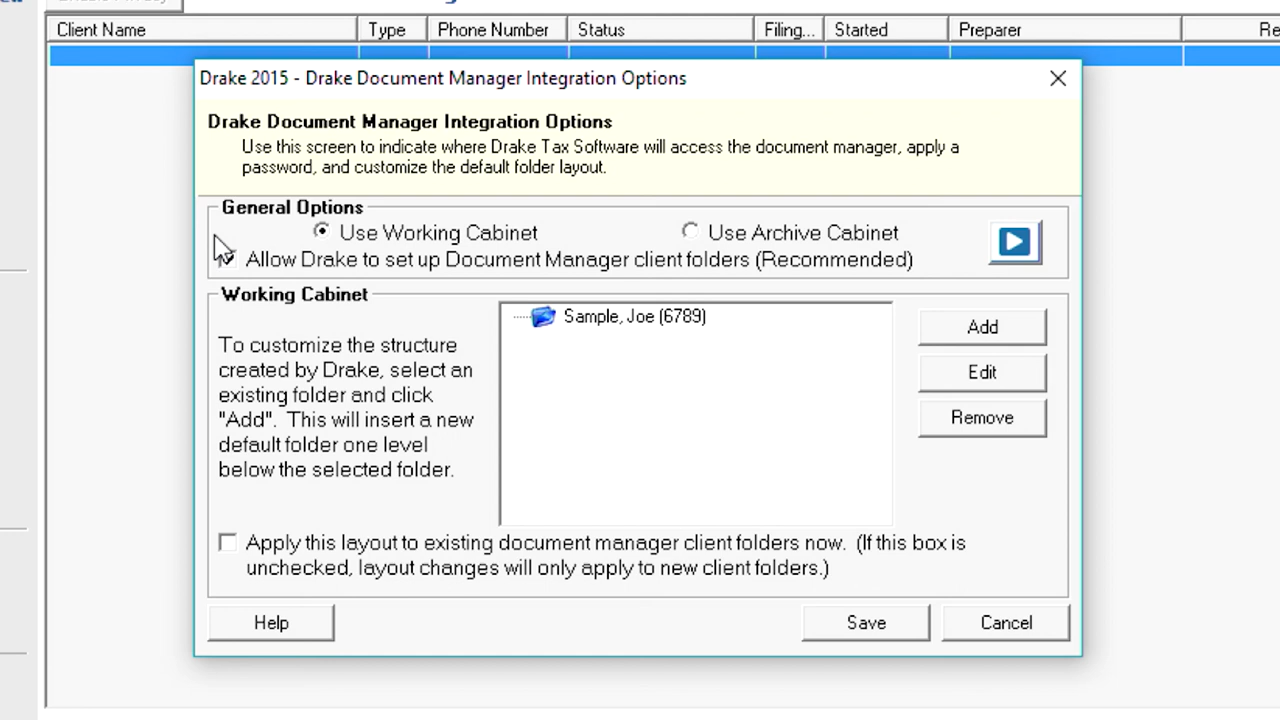 Client Name Type Phone Number Status Filing... Started Preparer Re
Drake 2015 - Drake Document Manager Integration Options
Drake Document Manager Integration Options
Use this screen to indicate where Drake Tax Software will access the document manager, apply a
password, and customize the default folder layout.
General Options
Use Working Cabinet Use Archive Cabinet
Allow Drake to set up Document Manager client folders (Recommended)
Working Cabinet
Sample, Joe (6789)
To customize the structure
created by Drake, select an
existing folder and click
"Add". This will insert a new
default folder one level
below the selected folder.
Add
Edit
Remove
Apply this layout to existing document manager client folders now. (If this box is
unchecked, layout changes will only apply to new client folders.)
Help Save Cancel